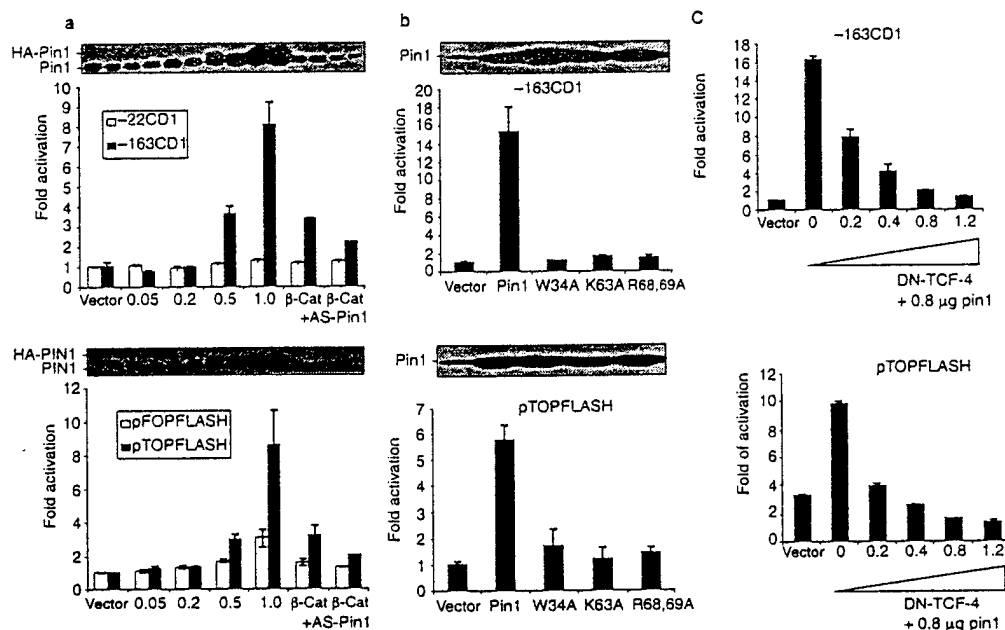 a
HA-Pin1
Pin1
Fold activation
10
9
8
7
6
5
4
3
2
1
0
−22CD1
−163CD1
Vector 0.05 0.2 0.5 1.0 β-Cat β-Cat
+AS-Pin1
HA-PIN1
PIN1
Fold activation
12
10
8
6
4
2
0
pFOPFLASH
pTOPFLASH
Vector 0.05 0.2 0.5 1.0 β-Cat β-Cat
+AS-Pin1
b
Pin1
−163CD1
Fold activation
20
18
16
14
12
10
8
6
4
2
0
Vector Pin1 W34A K63A R68,69A
Pin1
pTOPFLASH
Fold activation
7
6
5
4
3
2
1
0
Vector Pin1 W34A K63A R68,69A
C
−163CD1
Fold activation
18
16
14
12
10
8
6
4
2
0
Vector 0 0.2 0.4 0.8 1.2
DN-TCF-4
+ 0.8 µg pin1
pTOPFLASH
Fold of activation
12
10
8
6
4
2
0
Vector 0 0.2 0.4 0.8 1.2
DN-TCF-4
+ 0.8 µg pin1